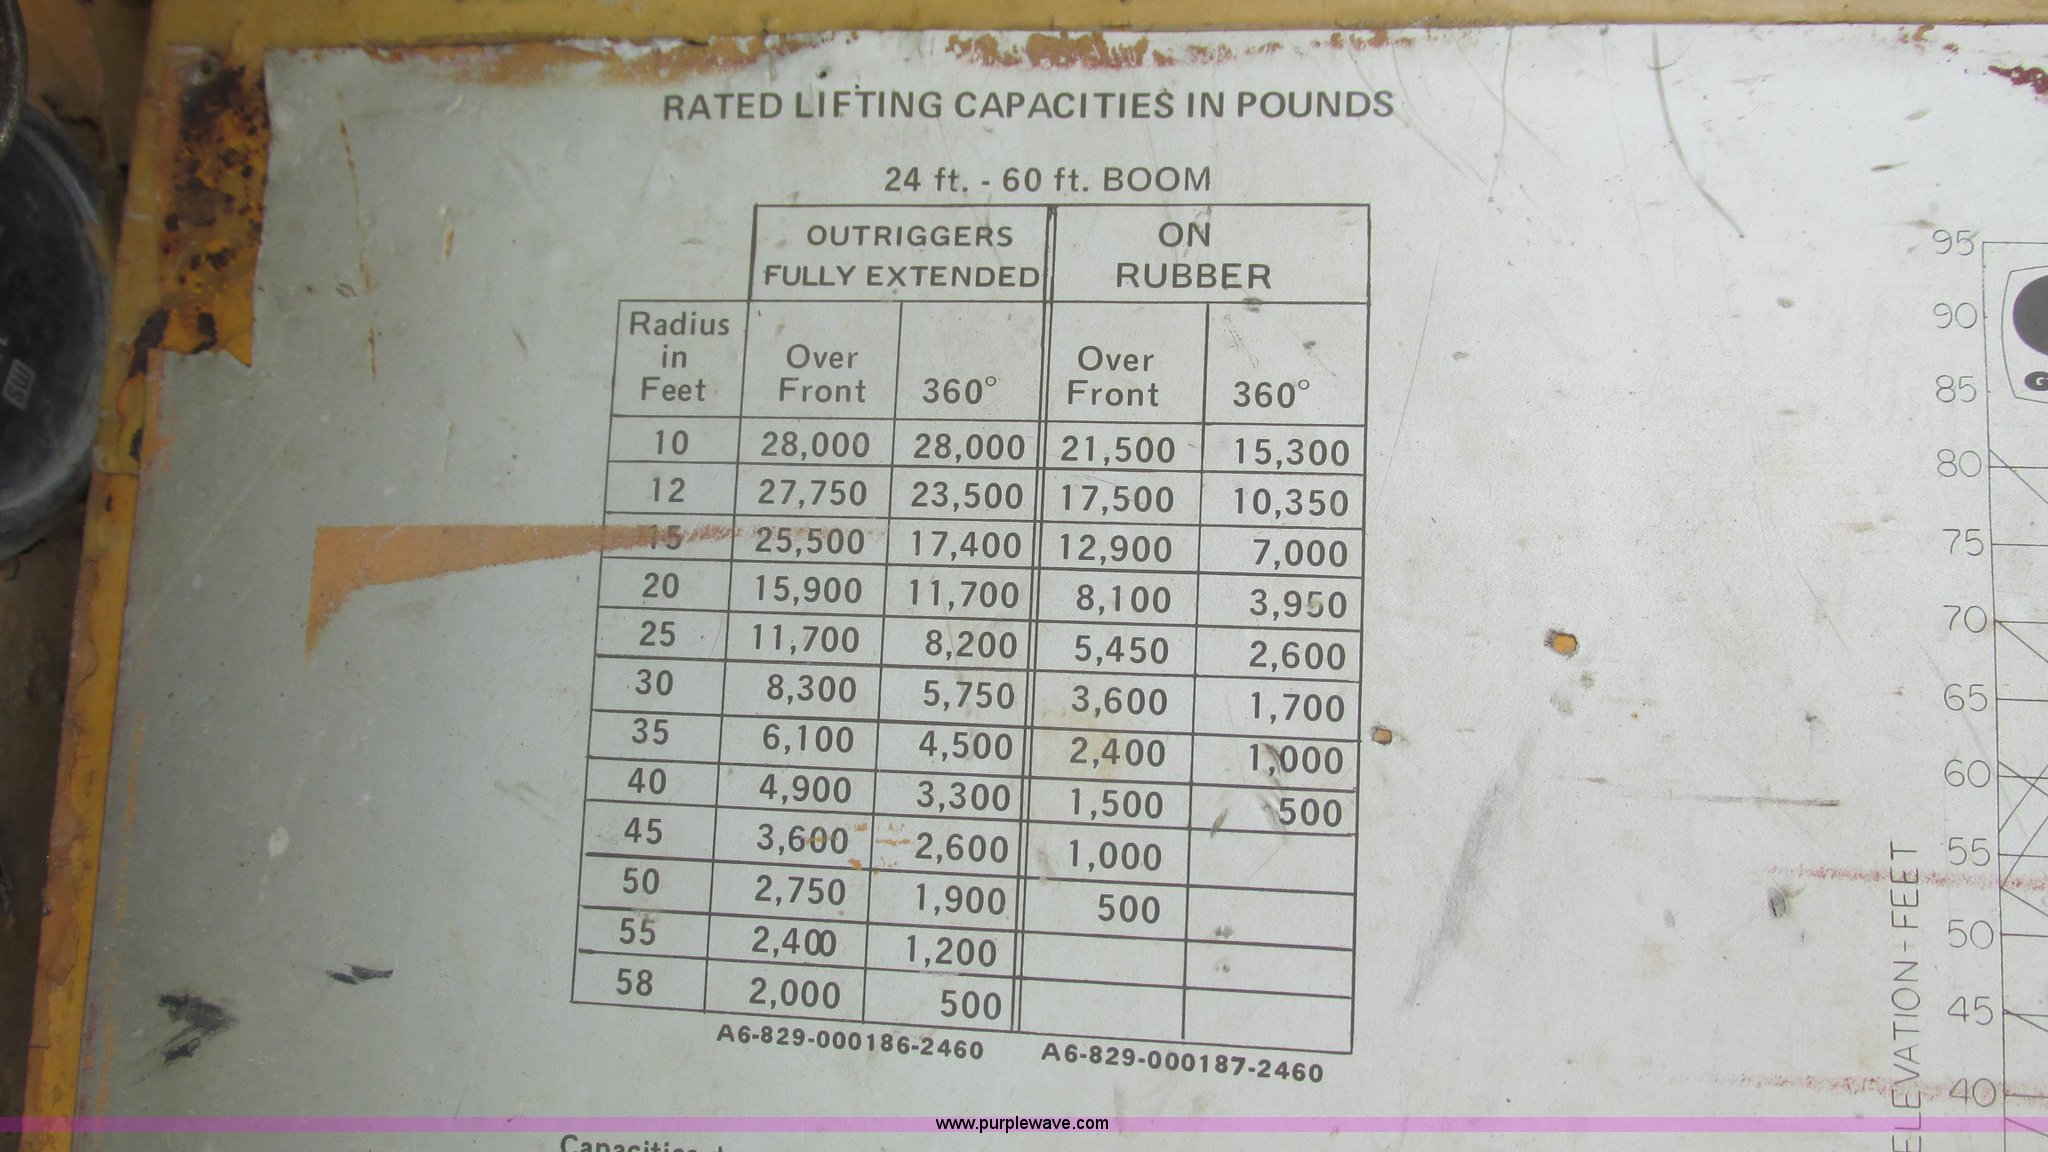 RATED LIFTING CAPACITIES IN POUNDS
24 ft. - 60 ft. BOOM
OUTRIGGERS FULLY EXTENDED ON RUBBER
Radius in Feet Over Front 360° Over Front 360°
10 28,000 28,000 21,500 15,300
12 27,750 23,500 17,500 10,350
15 25,500 17,400 12,900 7,000
20 15,900 11,700 8,100 3,950
25 11,700 8,200 5,450 2,600
30 8,300 5,750 3,600 1,700
35 6,100 4,500 2,400 1,000
40 4,900 3,300 1,500 500
45 3,600 2,600 1,000
50 2,750 1,900 500
55 2,400 1,200
58 2,000 500
A6-829-000186-2460 A6-829-000187-2460
95
90
85
80
75
70
65
60
55
50
45
40
ELEVATION-FEET
G
www.purplewave.com
Capacities